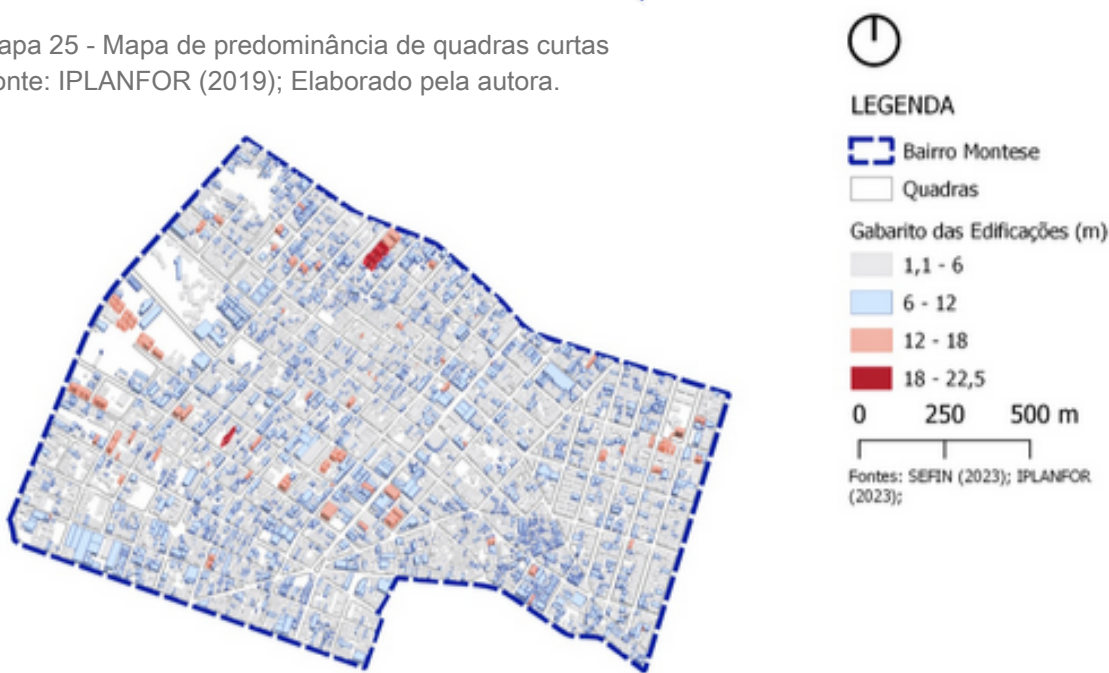 apa 25 - Mapa de predominância de quadras curtas
onte: IPLANFOR (2019); Elaborado pela autora.
LEGENDA
Bairro Montese
Quadras
Gabarito das Edificações (m)
1,1 - 6
6 - 12
12 - 18
18 - 22,5
0 250 500 m
Fontes: SEFIN (2023); IPLANFOR
(2023);